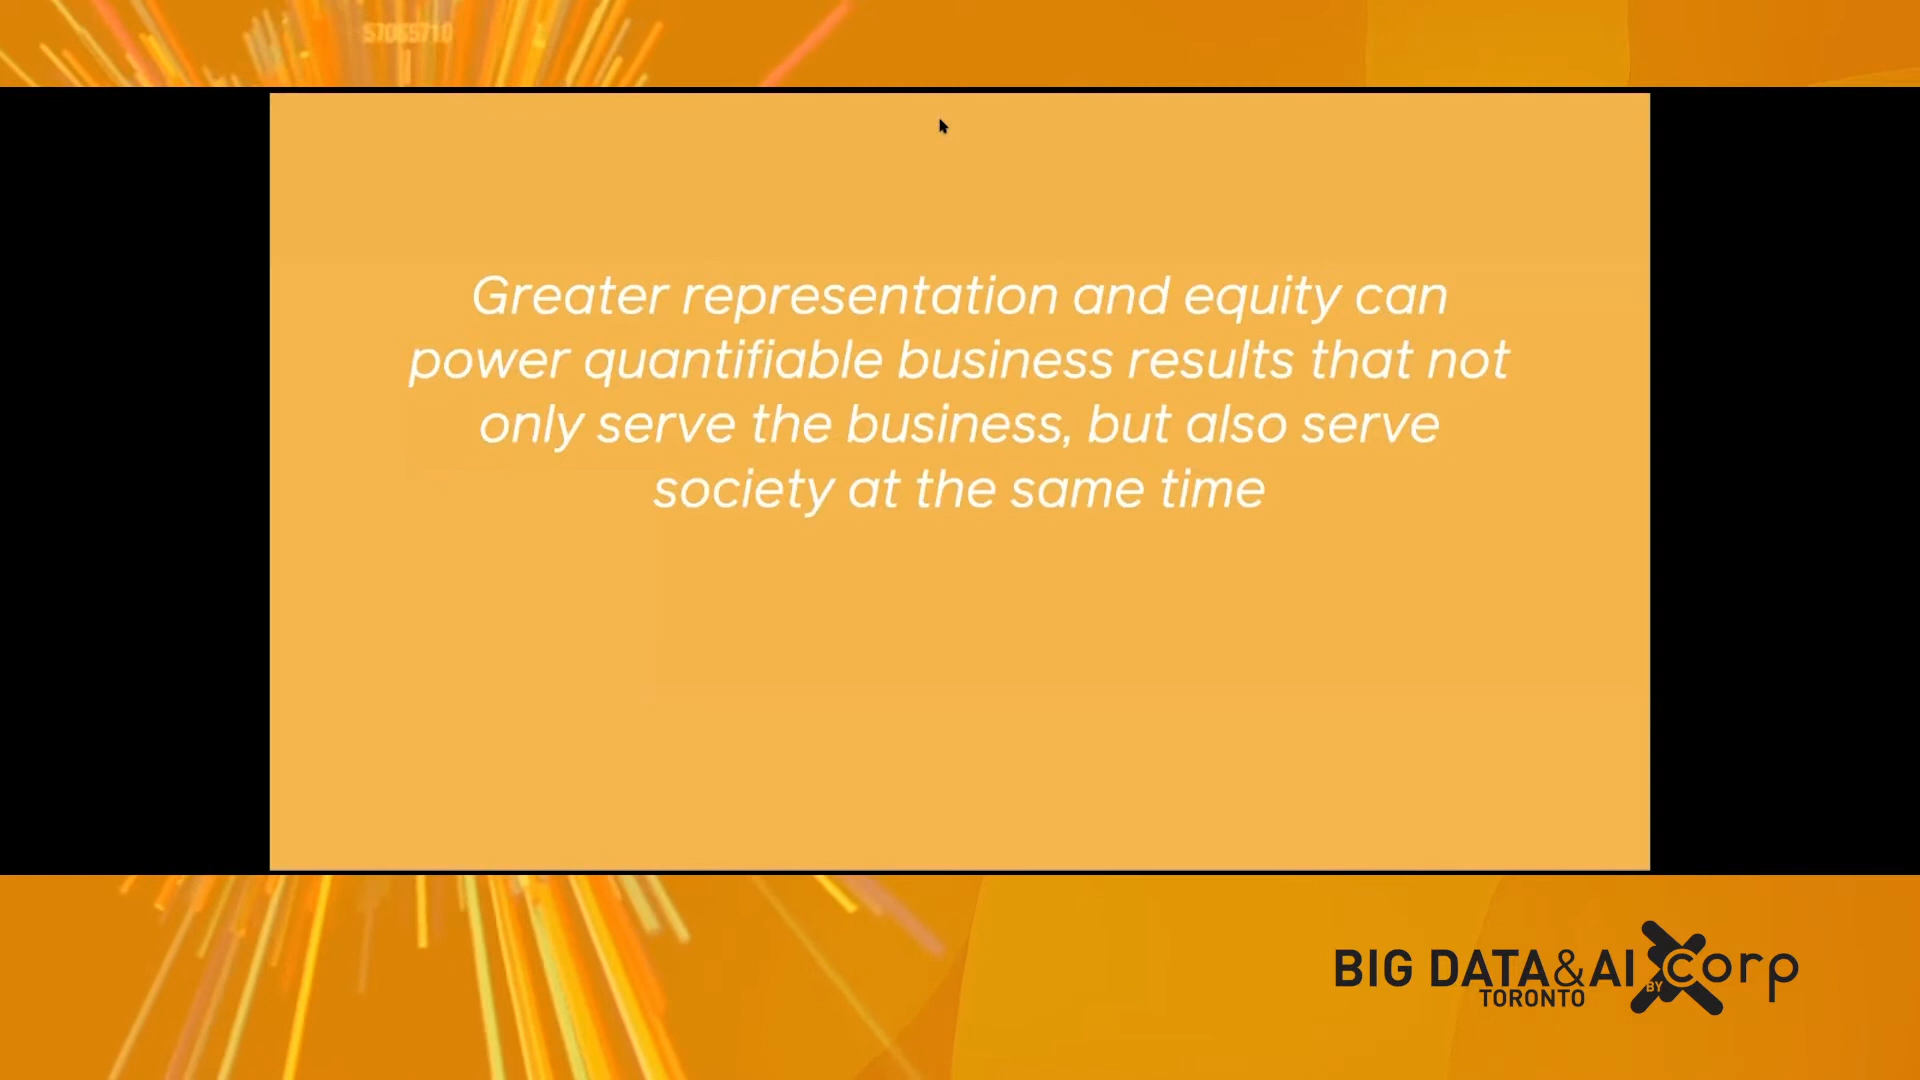 57065710
Greater representation and equity can
power quantifiable business results that not
only serve the business, but also serve
society at the same time
BIG DATA&AI
TORONTO
BY
corp